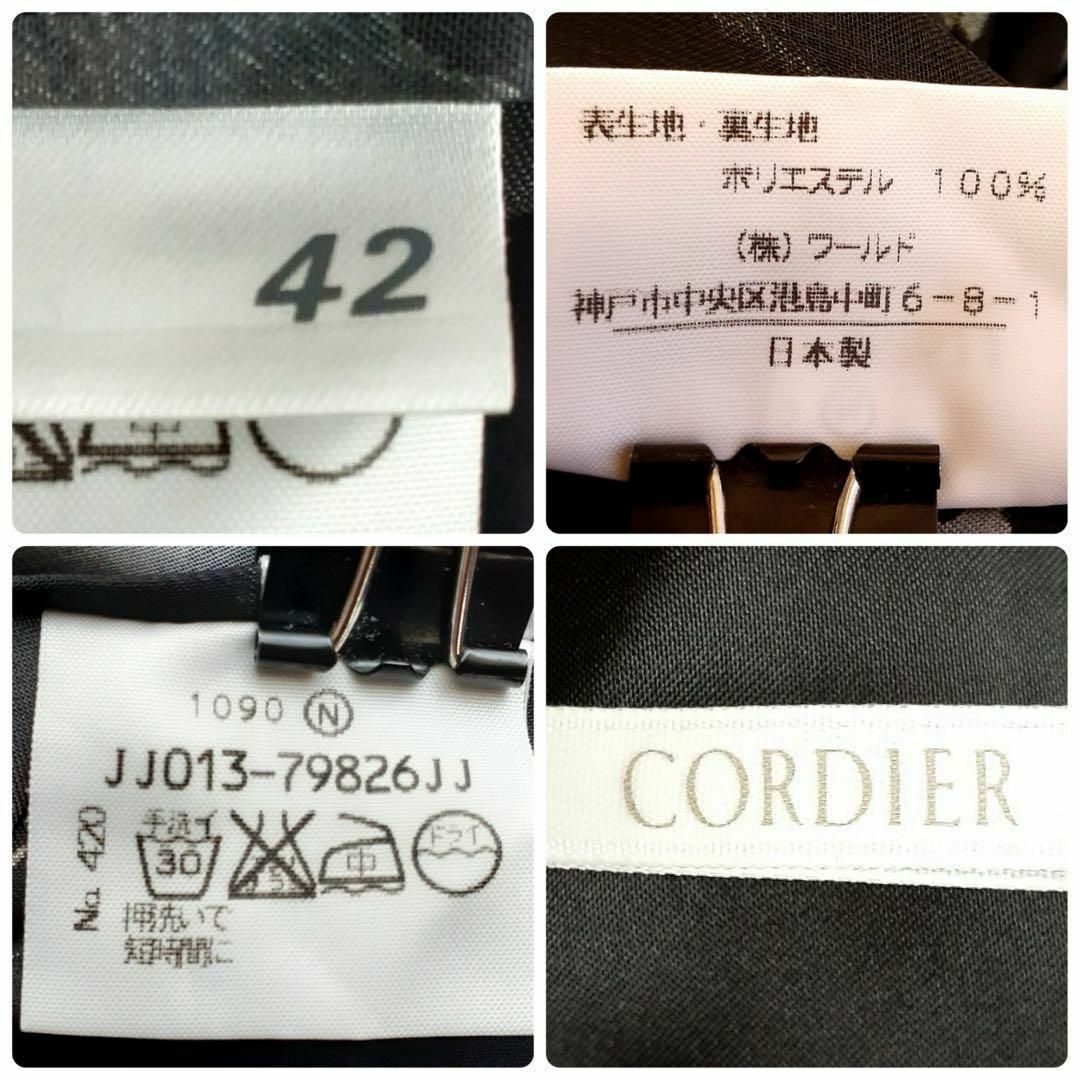 42
中
表生地・裏生地
ポリエステル 100%
(株)ワールド
神戸市中央区港島中町6-8-1
日本製
1090 Ⓝ
JJ013-79826JJ
No. 420
手洗イ
30
中
ドライ
押洗いで
短時間に
CORDIER